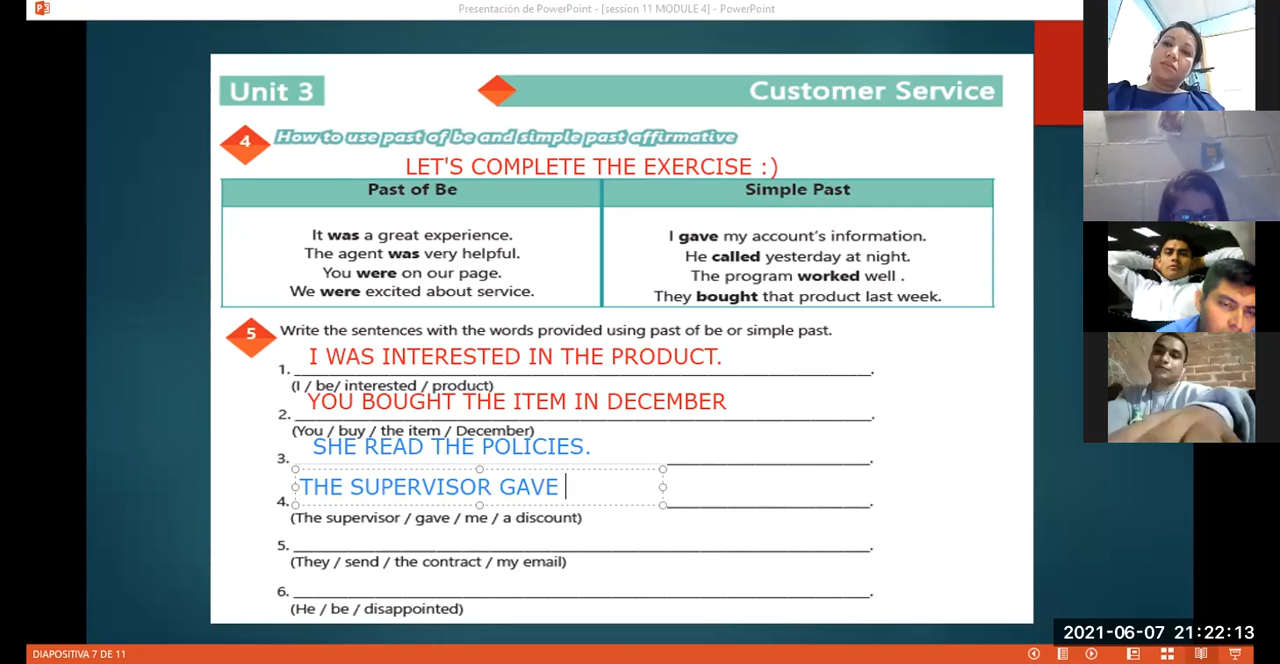 Presentación de PowerPoint - [session 11 MODULE 4] - PowerPoint
Unit 3
Customer Service
4 How to use past of be and simple past affirmative
LET'S COMPLETE THE EXERCISE :)
Past of Be
Simple Past
It was a great experience.
The agent was very helpful.
You were on our page.
We were excited about service.
I gave my account's information.
He called yesterday at night.
The program worked well .
They bought that product last week.
5 Write the sentences with the words provided using past of be or simple past.
I WAS INTERESTED IN THE PRODUCT.
1. .
(I / be/ interested / product)
YOU BOUGHT THE ITEM IN DECEMBER
2. .
(You / buy / the item / December)
SHE READ THE POLICIES.
3. .
THE SUPERVISOR GAVE
4. .
(The supervisor / gave / me / a discount)
5. .
(They / send / the contract / my email)
6. .
(He / be / disappointed)
2021-06-07 21:22:13
DIAPOSITIVA 7 DE 11